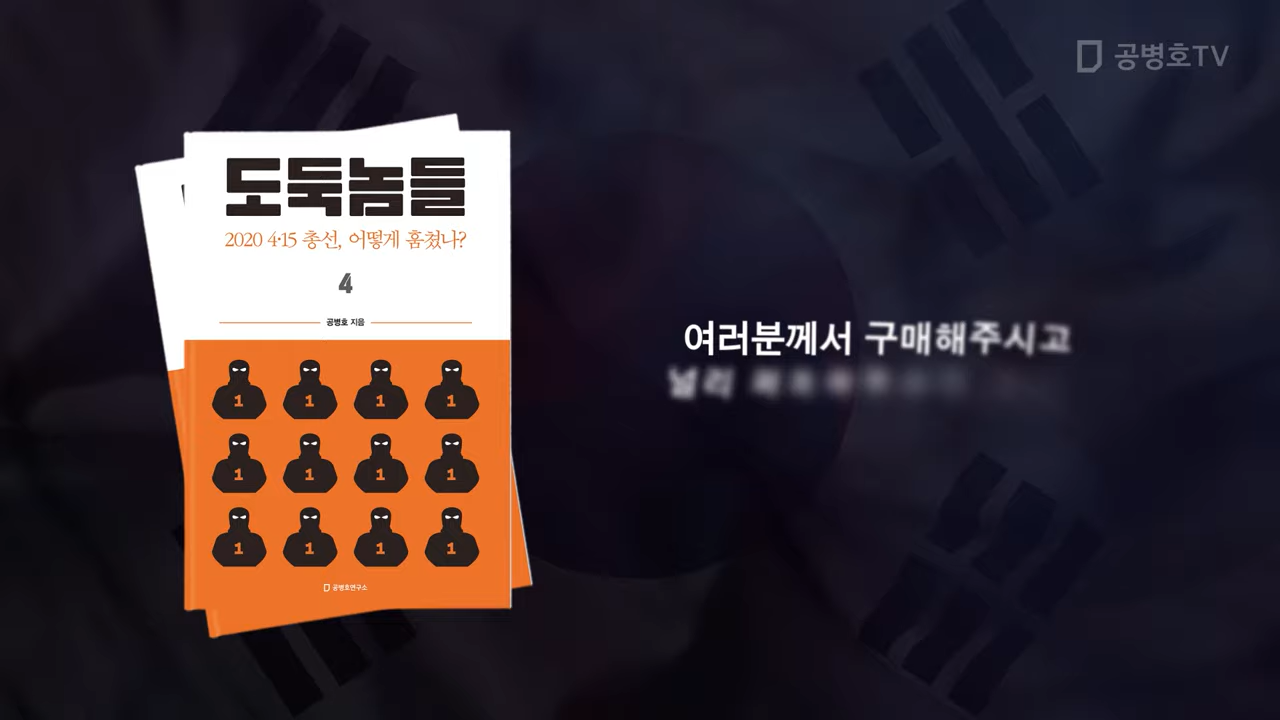 공병호TV
도둑놈들
2020 4·15 총선, 어떻게 훔쳤나?
4
공병호 지음
1 1 1 1
1 1 1 1
1 1 1 1
공병호연구소
여러분께서 구매해주시고
널리